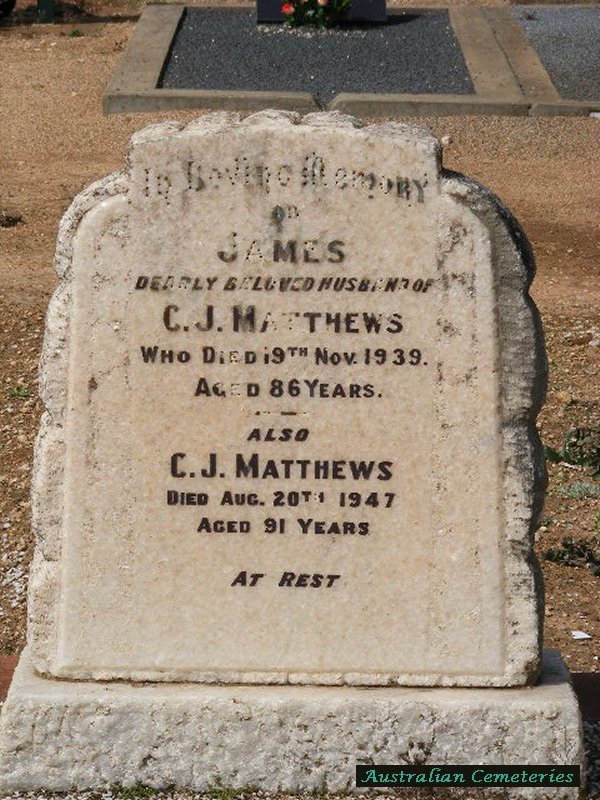 In Loving Memory
OF
JAMES
DEARLY BELOVED HUSBAND OF
C.J. MATTHEWS
WHO DIED 19TH NOV. 1939.
AGED 86 YEARS.
ALSO
C.J. MATTHEWS
DIED AUG. 20TH 1947
AGED 91 YEARS
AT REST
Australian Cemeteries